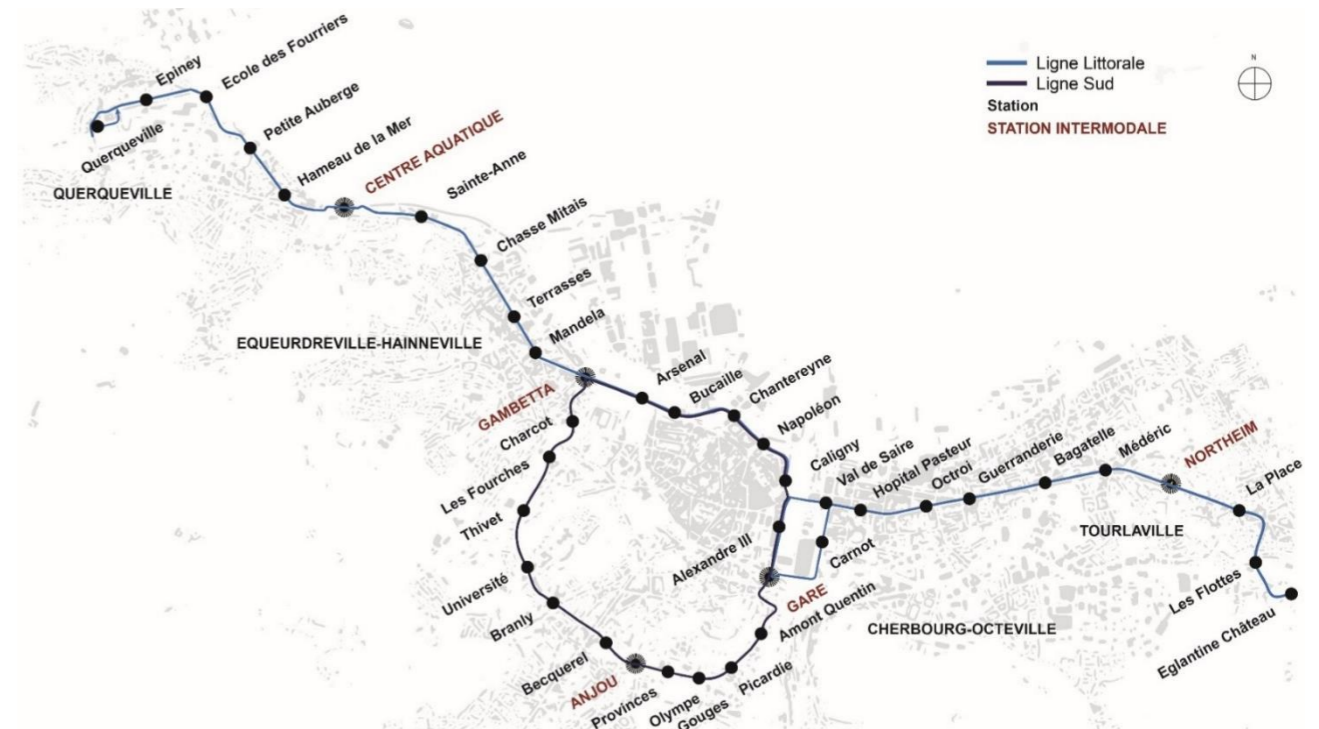 Ligne Littorale
Ligne Sud
Station
STATION INTERMODALE
N
Epiney
Ecole des Fourriers
Querqueville
QUERQUEVILLE
Petite Auberge
Hameau de la Mer
CENTRE AQUATIQUE
Sainte-Anne
Chasse Mitais
Terrasses
Mandela
EQUEURDREVILLE-HAINNEVILLE
GAMBETTA
Arsenal
Bucaille
Chantereyne
Napoléon
Caligny
Val de Saire
Hopital Pasteur
Octroi
Guerranderie
Bagatelle
Médéric
NORTHEIM
La Place
TOURLAVILLE
Les Flottes
Eglantine Château
Charcot
Les Fourches
Thivet
Université
Branly
Becquerel
ANJOU
Provinces
Olympe
Gouges
Picardie
Amont Quentin
GARE
Alexandre III
Carnot
CHERBOURG-OCTEVILLE